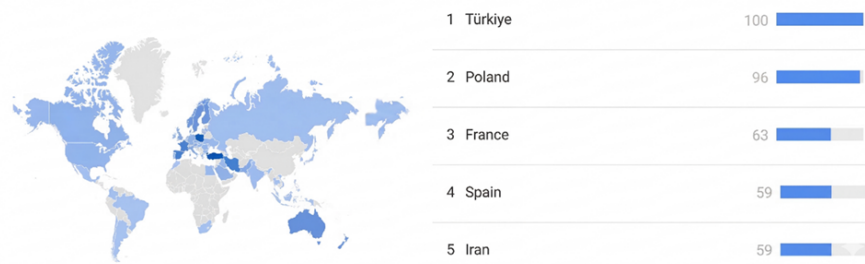 1 Türkiye 100
2 Poland 96
3 France 63
4 Spain 59
5 Iran 59